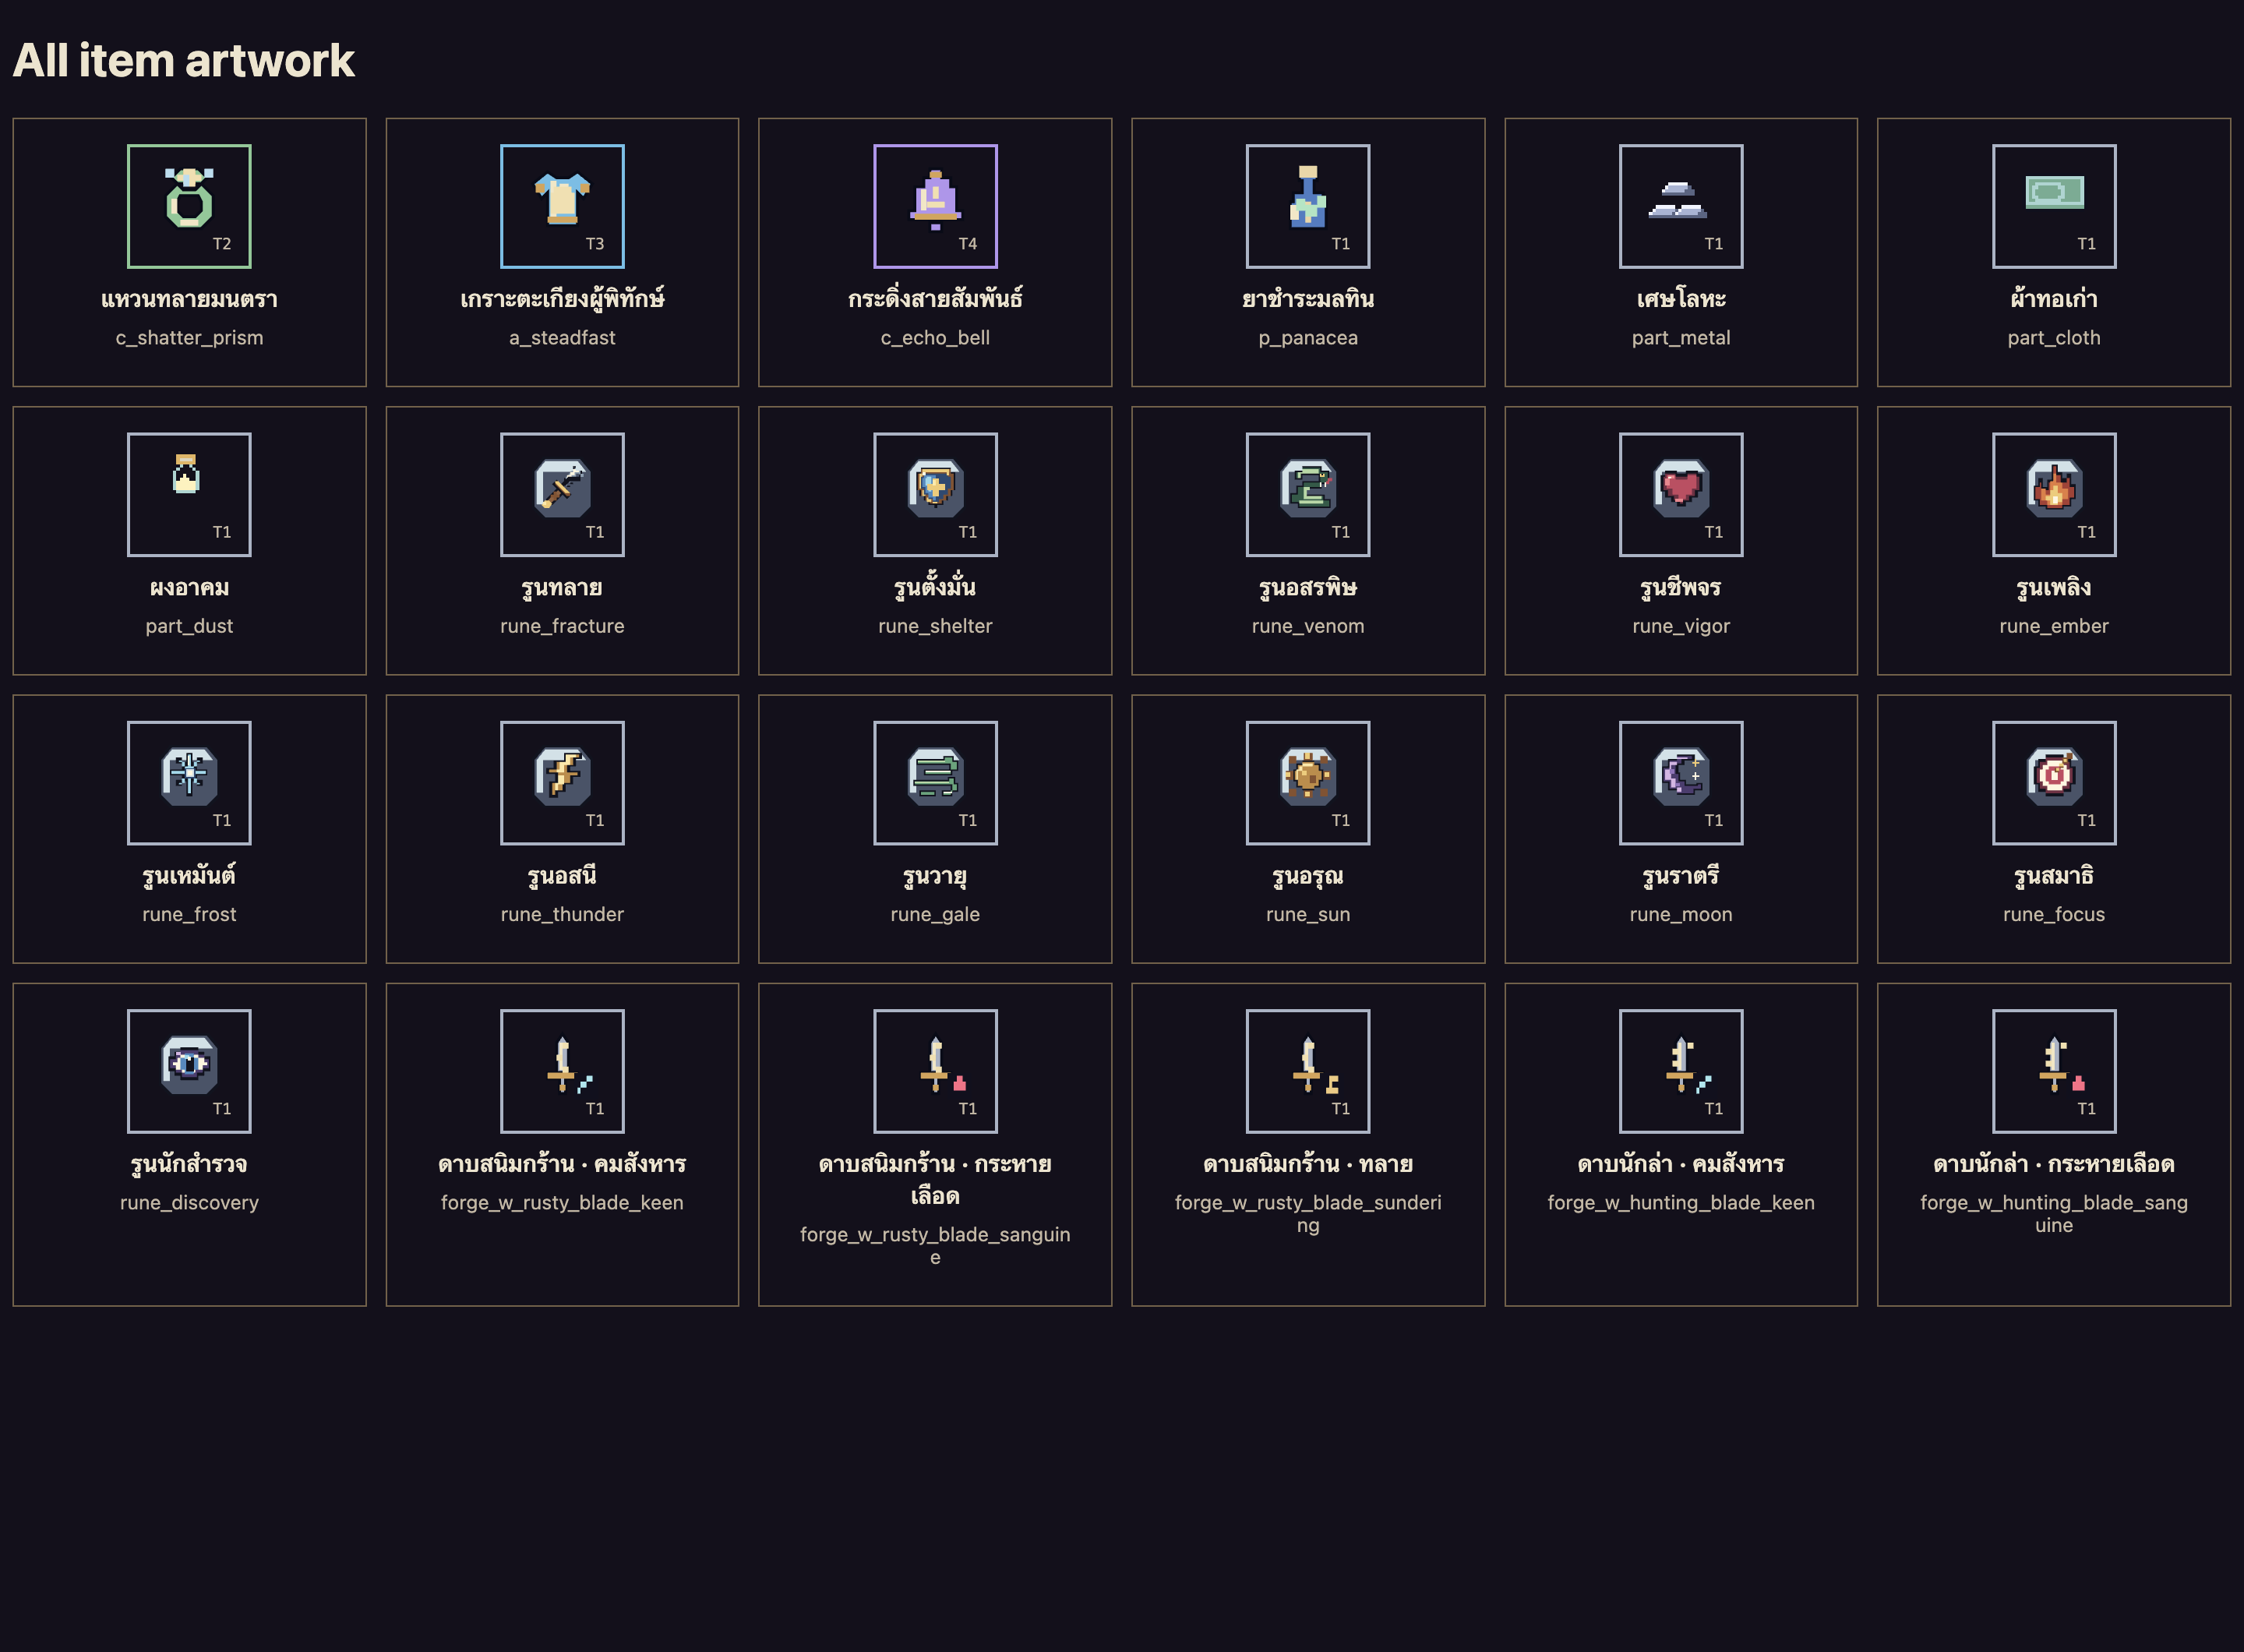 All item artwork
T2
แหวนทลายมนตรา
c_shatter_prism
T3
เกราะตะเกียงผู้พิทักษ์
a_steadfast
T4
กระดิ่งสายสัมพันธ์
c_echo_bell
T1
ยาชำระมลทิน
p_panacea
T1
เศษโลหะ
part_metal
T1
ผ้าทอเก่า
part_cloth
T1
ผงอาคม
part_dust
T1
รูนทลาย
rune_fracture
T1
รูนตั้งมั่น
rune_shelter
T1
รูนอสรพิษ
rune_venom
T1
รูนชีพจร
rune_vigor
T1
รูนเพลิง
rune_ember
T1
รูนเหมันต์
rune_frost
T1
รูนอสนี
rune_thunder
T1
รูนวายุ
rune_gale
T1
รูนอรุณ
rune_sun
T1
รูนราตรี
rune_moon
T1
รูนสมาธิ
rune_focus
T1
รูนนักสำรวจ
rune_discovery
T1
ดาบสนิมกร้าน · คมสังหาร
forge_w_rusty_blade_keen
T1
ดาบสนิมกร้าน · กระหาย
เลือด
forge_w_rusty_blade_sanguin
e
T1
ดาบสนิมกร้าน · ทลาย
forge_w_rusty_blade_sunderi
ng
T1
ดาบนักล่า · คมสังหาร
forge_w_hunting_blade_keen
T1
ดาบนักล่า · กระหายเลือด
forge_w_hunting_blade_sang
uine